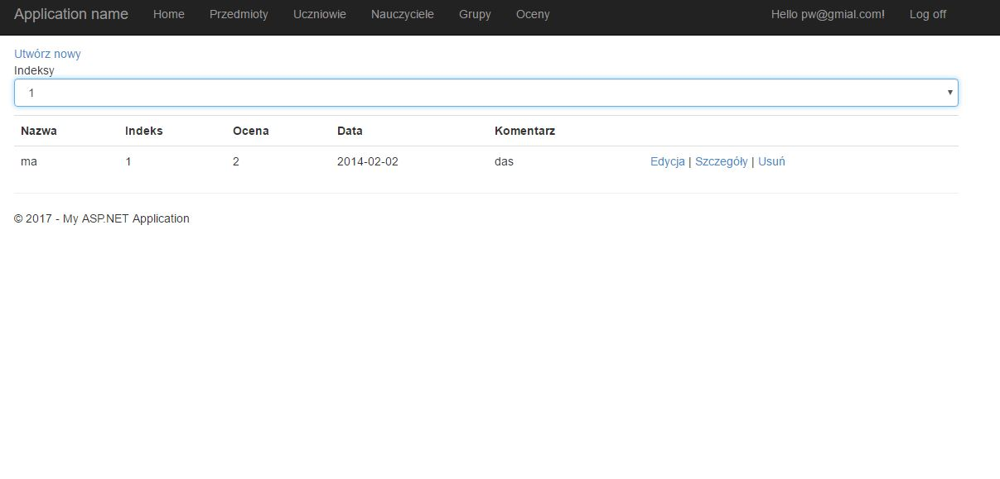 Application name Home Przedmioty Uczniowie Nauczyciele Grupy Oceny Hello pw@gmial.com! Log off
Utwórz nowy
Indeksy
1
Nazwa Indeks Ocena Data Komentarz
ma 1 2 2014-02-02 das Edycja | Szczegóły | Usuń
© 2017 - My ASP.NET Application